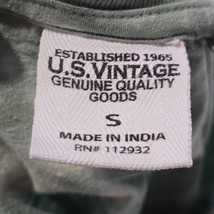 ESTABLISHED 1965
U.S. VINTAGE
GENUINE QUALITY
GOODS
S
MADE IN INDIA
RN# 112932